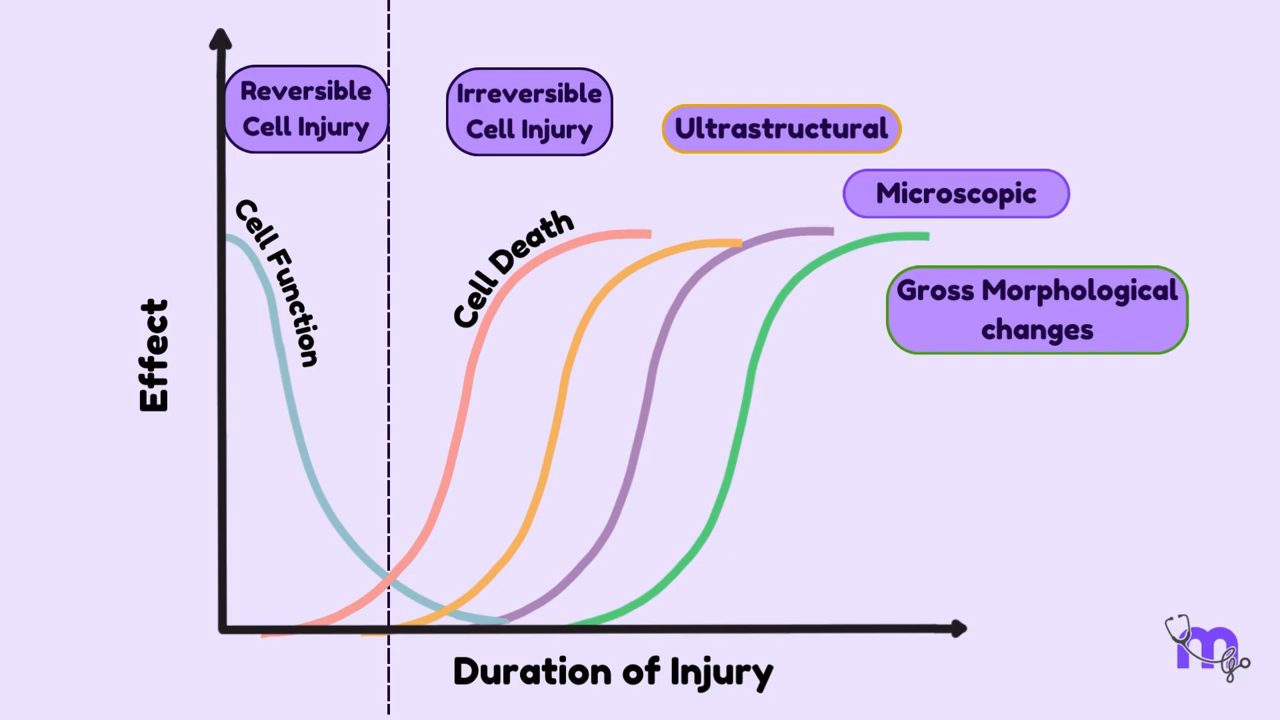 Reversible
Cell Injury
Irreversible
Cell Injury
Ultrastructural
Microscopic
Gross Morphological
changes
Cell Function
Cell Death
Effect
Duration of Injury
m
go